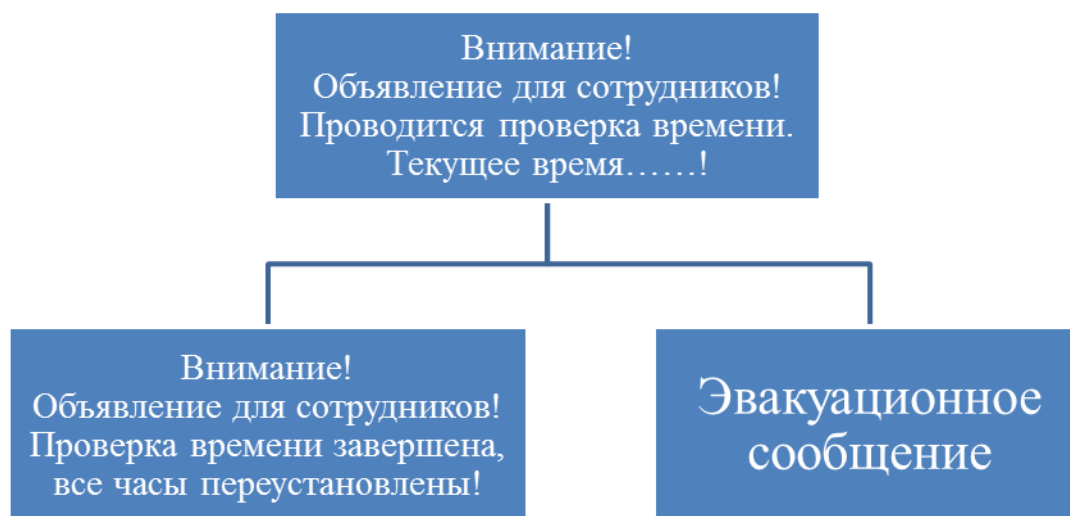 Внимание!
Объявление для сотрудников!
Проводится проверка времени.
Текущее время……!
Внимание!
Объявление для сотрудников!
Проверка времени завершена,
все часы переустановлены!
Эвакуационное
сообщение